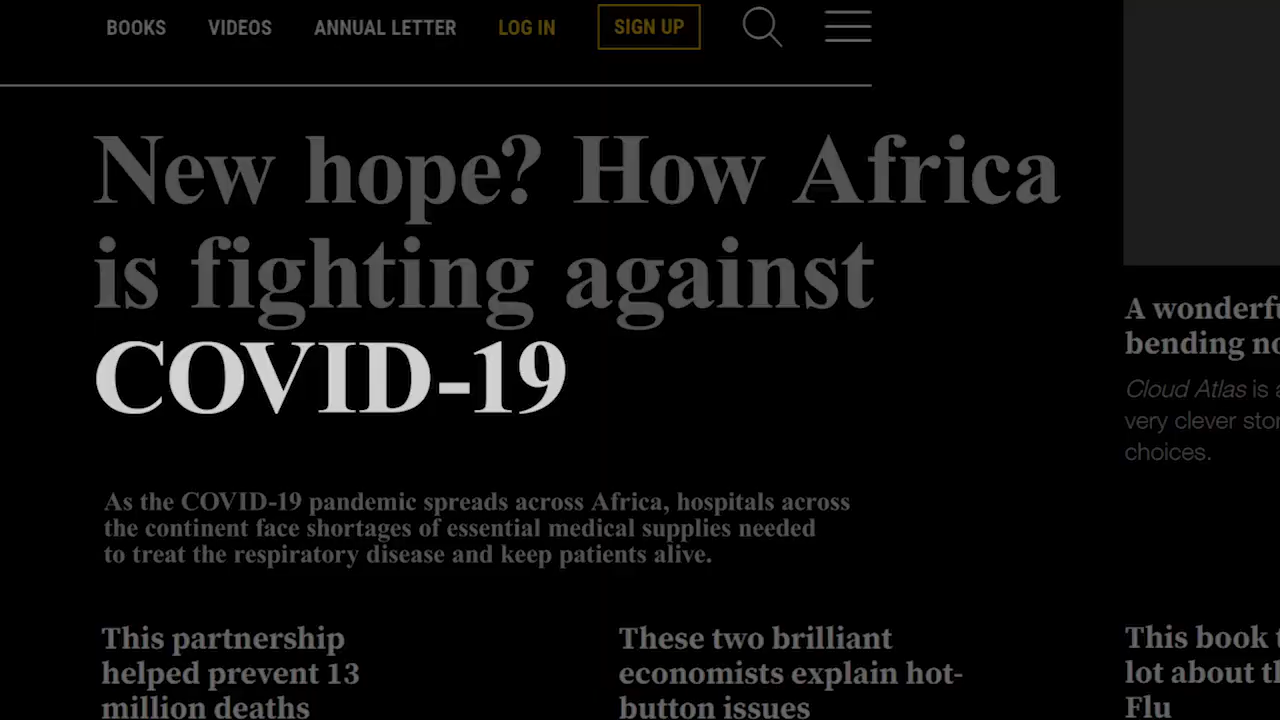 BOOKS VIDEOS ANNUAL LETTER LOG IN SIGN UP
New hope? How Africa
is fighting against
COVID-19
As the COVID-19 pandemic spreads across Africa, hospitals across
the continent face shortages of essential medical supplies needed
to treat the respiratory disease and keep patients alive.
A wonderf
bending no
Cloud Atlas is a
very clever stor
choices.
This partnership
helped prevent 13
million deaths
These two brilliant
economists explain hot-
button issues
This book t
lot about th
Flu